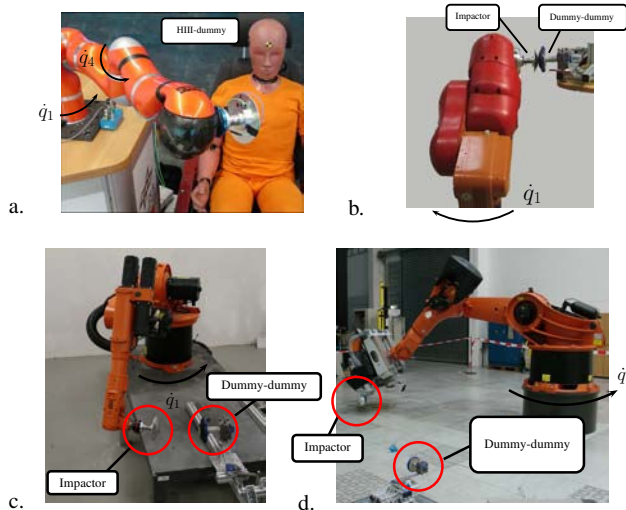 HIII-dummy
q̇₄
q̇₁
a.
Impactor
Dummy-dummy
q̇₁
b.
Dummy-dummy
q̇₁
Impactor
c.
q̇
Impactor
Dummy-dummy
d.